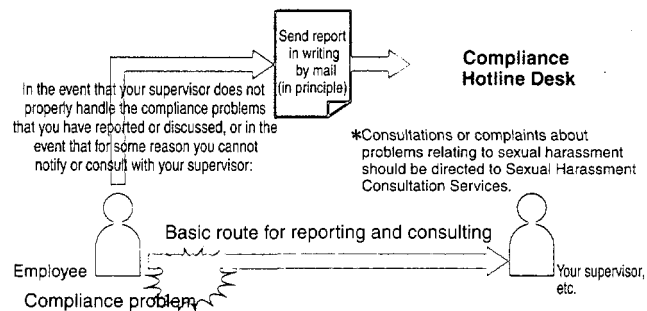 Send report
in writing
by mail
(in principle)
Compliance
Hotline Desk
In the event that your supervisor does not
properly handle the compliance problems
that you have reported or discussed, or in the
event that for some reason you cannot
notify or consult with your supervisor:
*Consultations or complaints about
problems relating to sexual harassment
should be directed to Sexual Harassment
Consultation Services.
Basic route for reporting and consulting
Employee
Your supervisor,
etc.
Compliance problem